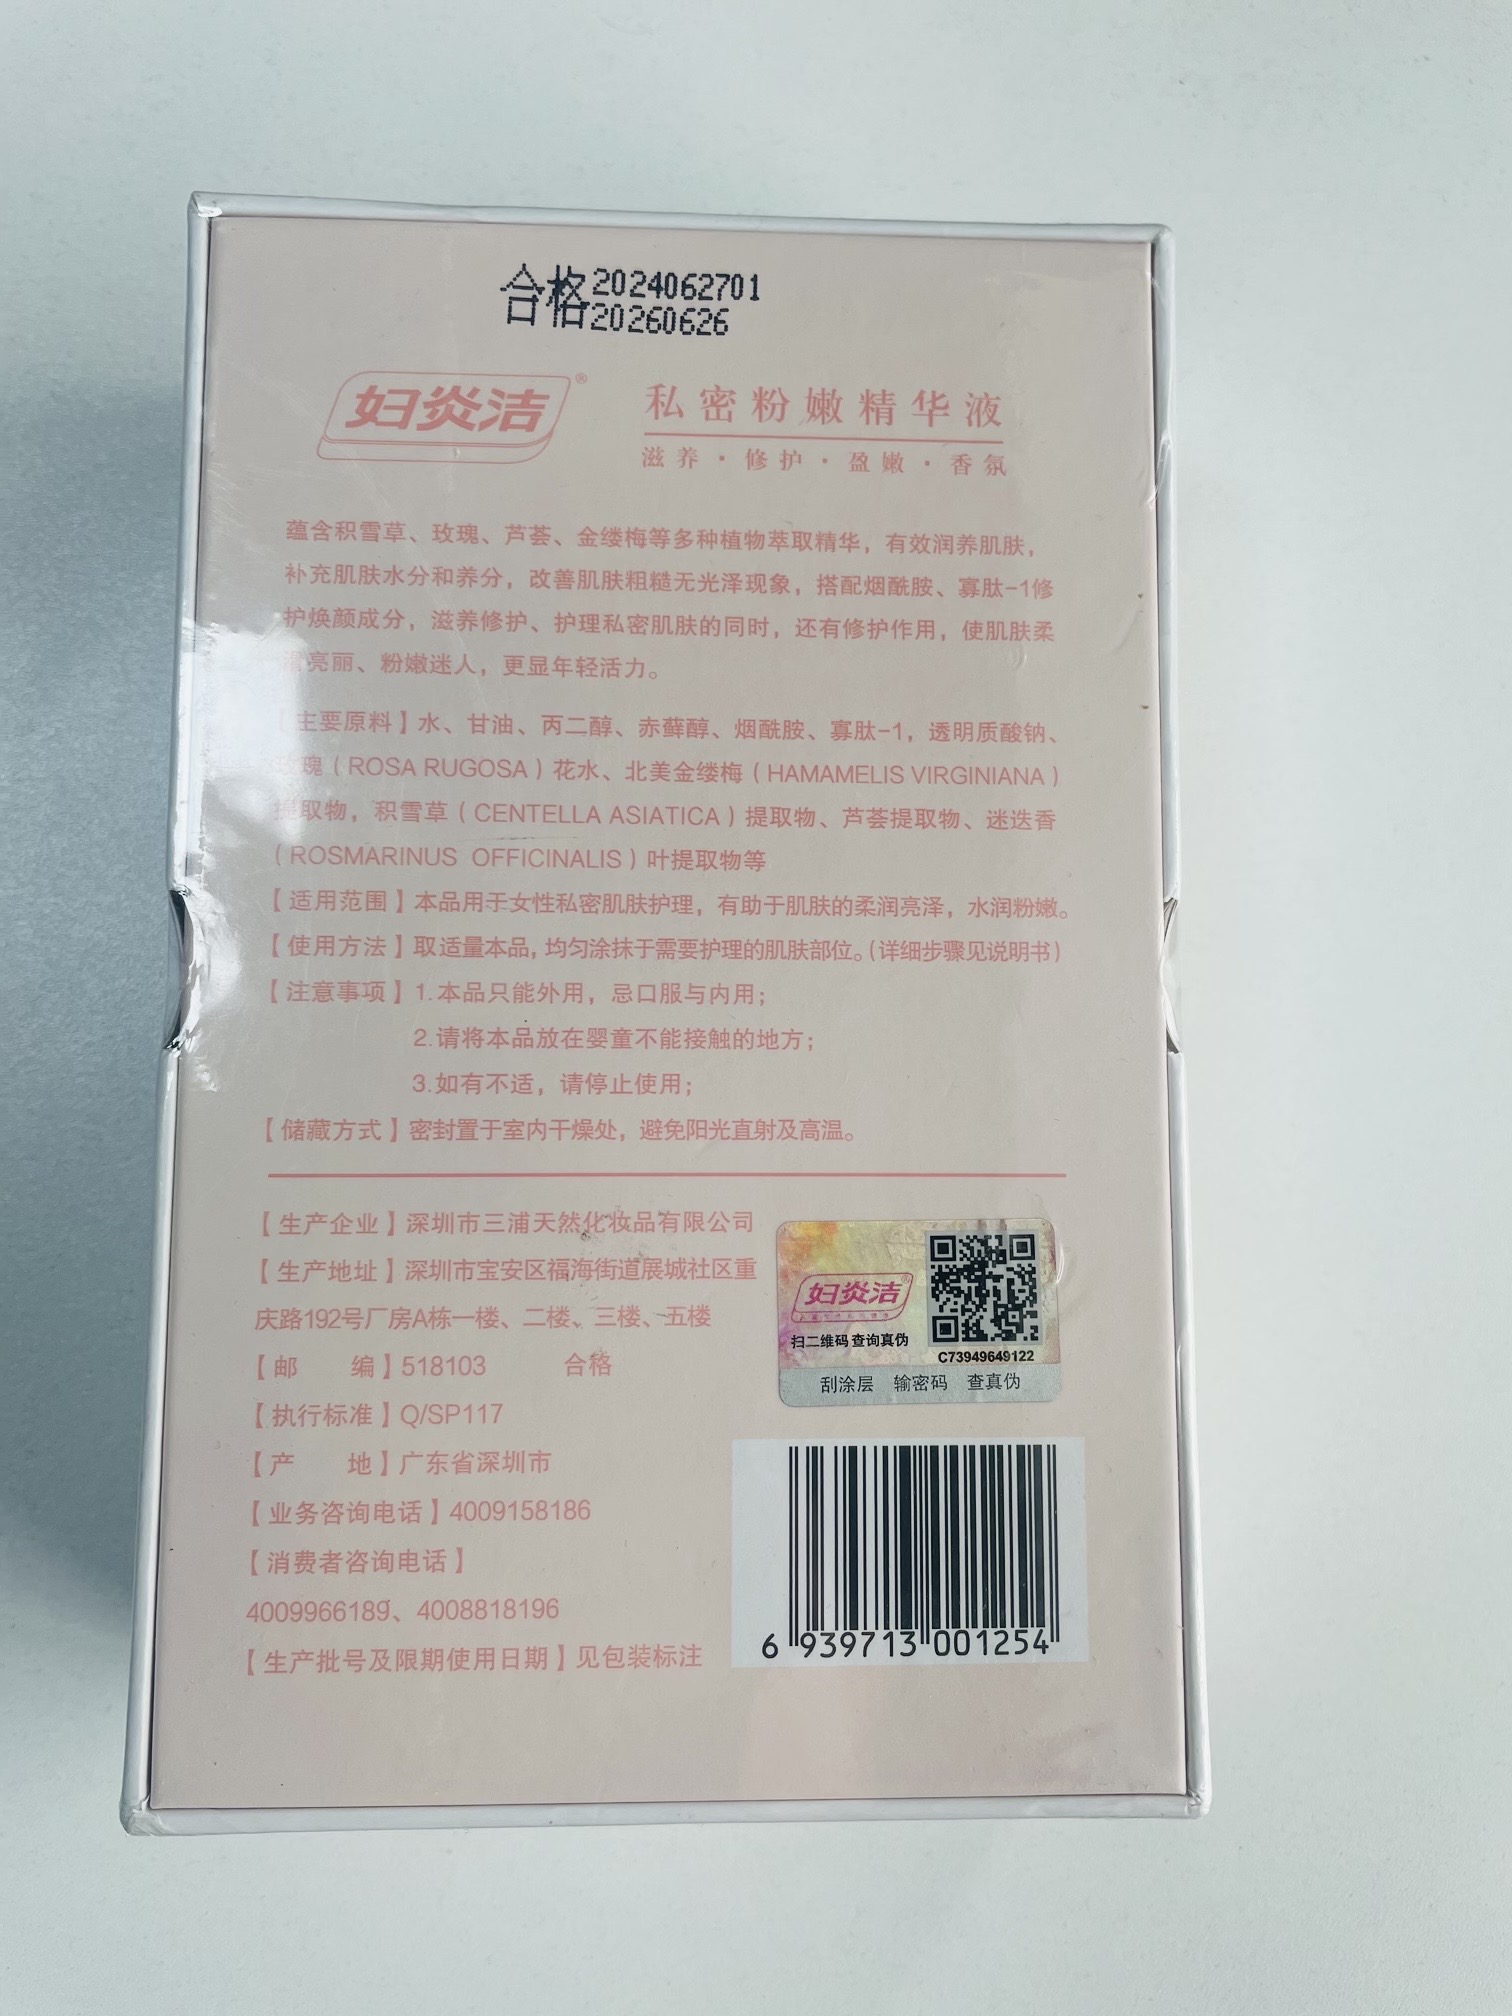 合格2024062701
20260626
妇炎洁®
私密粉嫩精华液
滋养·修护·盈嫩·香氛
蕴含积雪草、玫瑰、芦荟、金缕梅等多种植物萃取精华，有效润养肌肤，
补充肌肤水分和养分，改善肌肤粗糙无光泽现象，搭配烟酰胺、寡肽-1修
护焕颜成分，滋养修护、护理私密肌肤的同时，还有修护作用，使肌肤柔
滑亮丽、粉嫩迷人，更显年轻活力。
【主要原料】水、甘油、丙二醇、赤藓醇、烟酰胺、寡肽-1，透明质酸钠、
玫瑰（ROSA RUGOSA）花水、北美金缕梅（HAMAMELIS VIRGINIANA）
提取物，积雪草（CENTELLA ASIATICA）提取物、芦荟提取物、迷迭香
（ROSMARINUS OFFICINALIS）叶提取物等
【适用范围】本品用于女性私密肌肤护理，有助于肌肤的柔润亮泽，水润粉嫩。
【使用方法】取适量本品，均匀涂抹于需要护理的肌肤部位。（详细步骤见说明书）
【注意事项】1.本品只能外用，忌口服与内用；
2.请将本品放在婴童不能接触的地方；
3.如有不适，请停止使用；
【储藏方式】密封置于室内干燥处，避免阳光直射及高温。
【生产企业】深圳市三浦天然化妆品有限公司
【生产地址】深圳市宝安区福海街道展城社区重
庆路192号厂房A栋一楼、二楼、三楼、五楼
【邮 编】518103 合格
【执行标准】Q/SP117
【产 地】广东省深圳市
【业务咨询电话】4009158186
【消费者咨询电话】
4009966189、4008818196
【生产批号及限期使用日期】见包装标注
妇炎洁®
扫二维码 查询真伪
C73949649122
刮涂层 输密码 查真伪
6 939713 001254